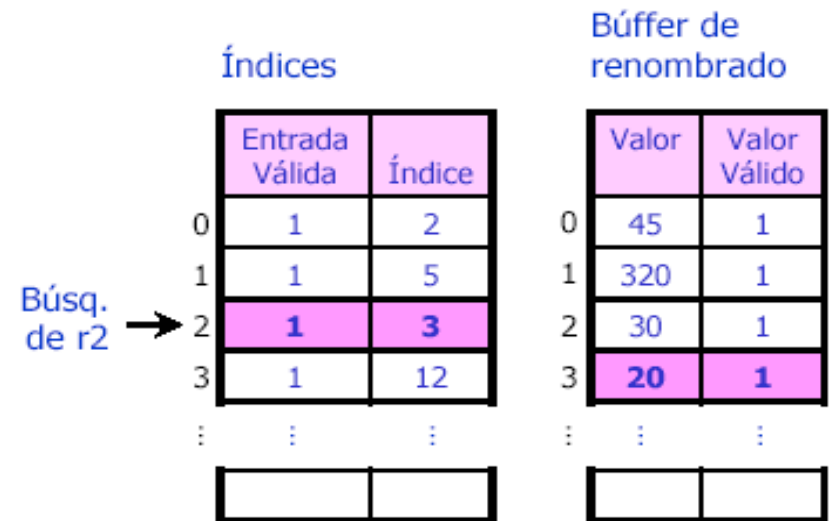 Índices
Búffer de
renombrado
Entrada
Válida
Índice
Valor
Valor
Válido
0 1 2
0 45 1
1 1 5
1 320 1
Búsq.
de r2
2 1 3
2 30 1
3 1 12
3 20 1
⋮ ⋮ ⋮
⋮ ⋮ ⋮